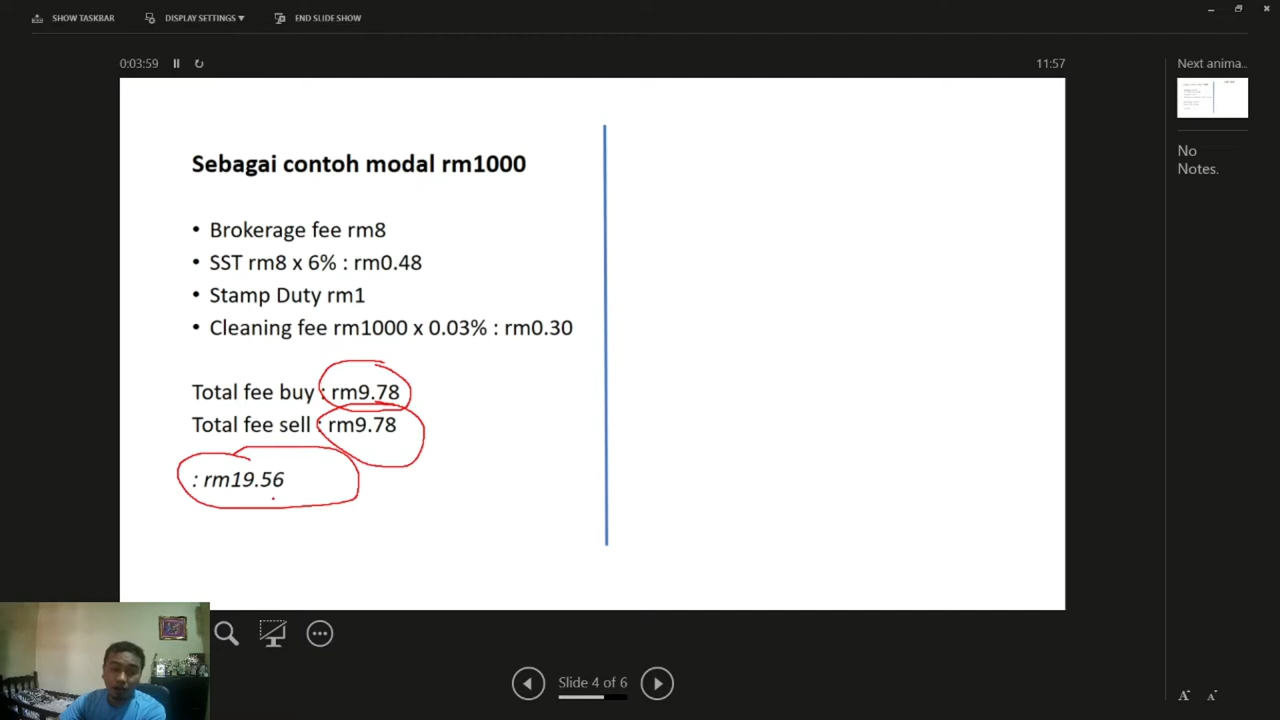 SHOW TASKBAR
DISPLAY SETTINGS ▼
END SLIDE SHOW
0:03:59
11:57
Next anima...
Sebagai contoh modal rm1000
• Brokerage fee rm8
• SST rm8 x 6% : rm0.48
• Stamp Duty rm1
• Cleaning fee rm1000 x 0.03% : rm0.30
Total fee buy : rm9.78
Total fee sell : rm9.78
: rm19.56
No
Notes.
Slide 4 of 6
A A